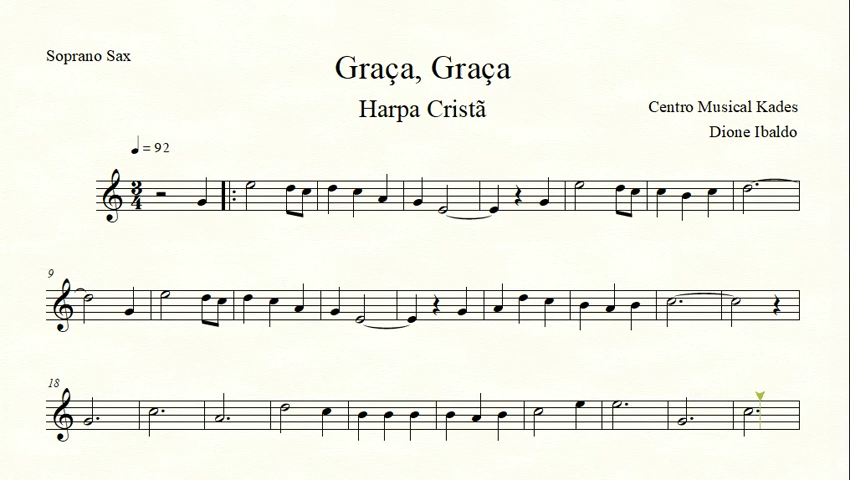 Soprano Sax
Graça, Graça
Harpa Cristã
Centro Musical Kades
Dione Ibaldo
= 92
3
4
9
18